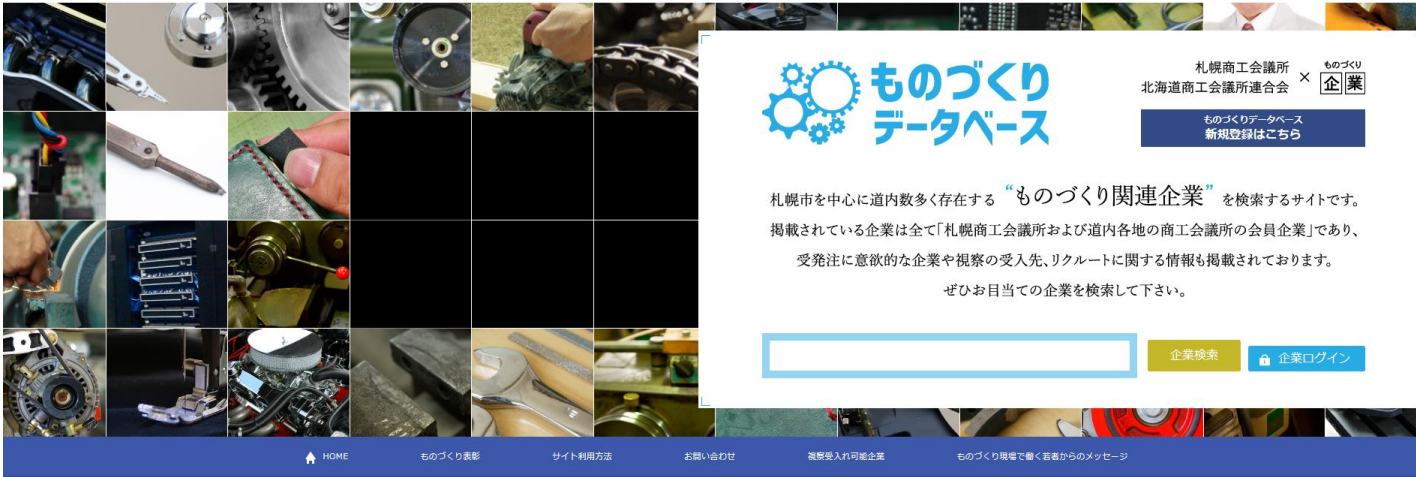 ものづくり
データベース
札幌商工会議所
北海道商工会議所連合会
×
ものづくり
企業
ものづくりデータベース
新規登録はこちら
札幌市を中心に道内数多く存在する “ものづくり関連企業” を検索するサイトです。
掲載されている企業は全て「札幌商工会議所および道内各地の商工会議所の会員企業」であり、
受発注に意欲的な企業や視察の受入先、リクルートに関する情報も掲載されております。
ぜひお目当ての企業を検索して下さい。
企業検索
企業ログイン
HOME
ものづくり表彰
サイト利用方法
お問い合わせ
視察受入れ可能企業
ものづくり現場で働く若者からのメッセージ